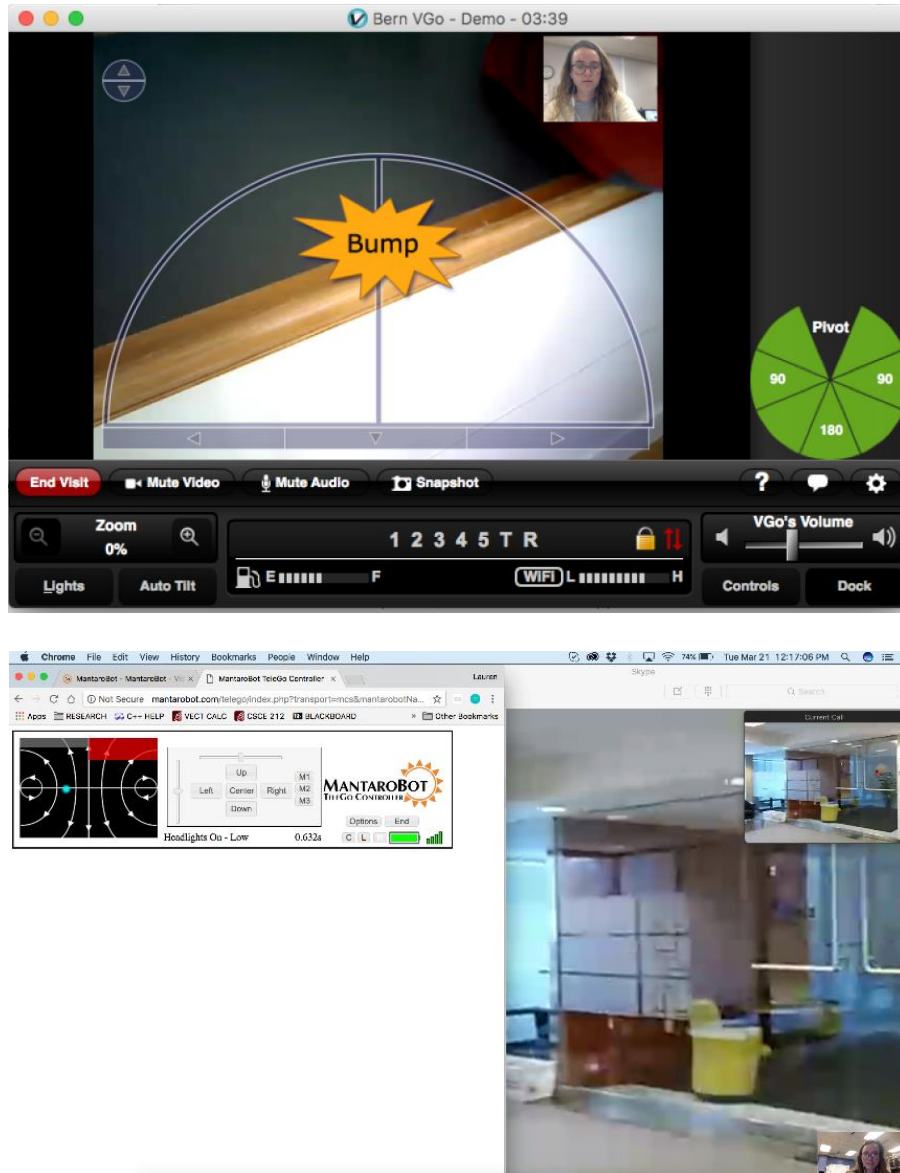 Bern VGo - Demo - 03:39
Bump
Pivot
90 90
180
End Visit Mute Video Mute Audio Snapshot ?
Zoom
0%
1 2 3 4 5 T R
VGo's Volume
E F WiFi L H
Lights Auto Tilt Controls Dock
Chrome File Edit View History Bookmarks People Window Help 74% Tue Mar 21 12:17:06 PM
MantaroBot - MantaroBot - Vi MantaroBot TeleGo Controller Lauren
Skype
Not Secure mantarobot.com/telego/index.php?transport=mcs&mantarobotNa...
Search
Apps RESEARCH C++ HELP VECT CALC CSCE 212 BLACKBOARD » Other Bookmarks
Current Call
Up
Left Center Right
Down
M1
M2
M3
MANTAROBOT
TELEGO CONTROLLER
Options End
Headlights On - Low 0.632s C L